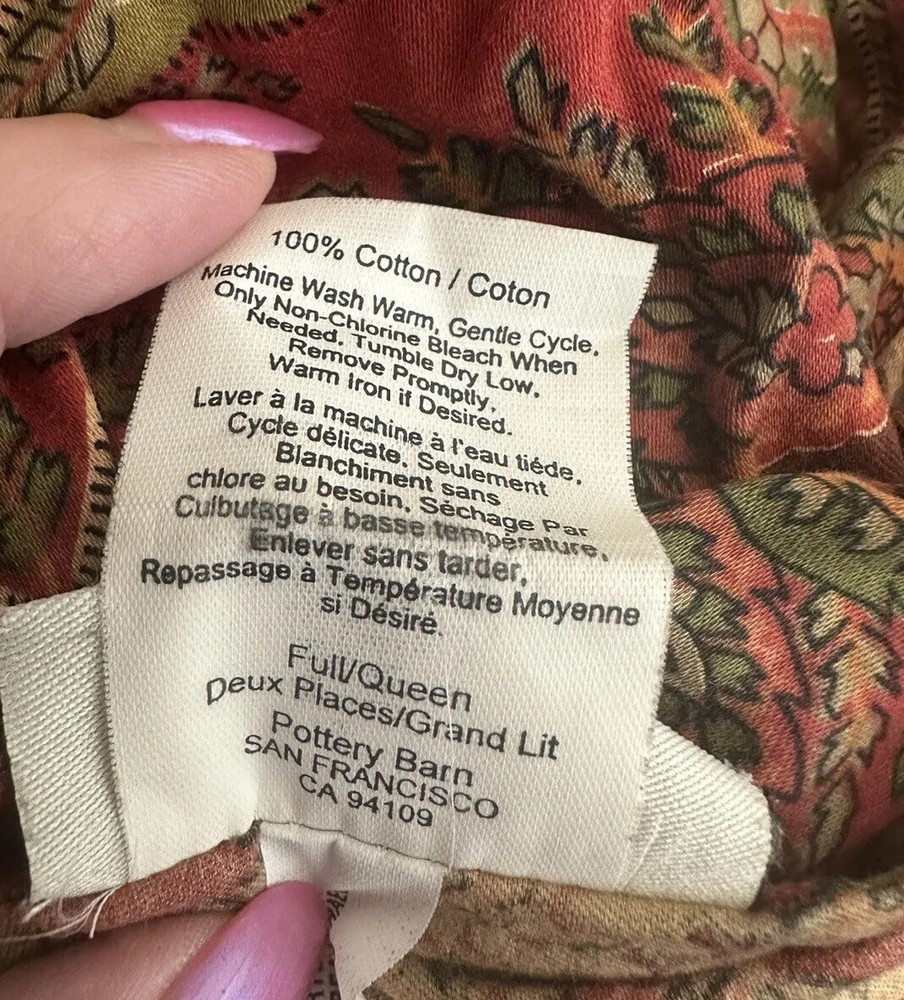 100% Cotton / Coton
Machine Wash Warm, Gentle Cycle,
Only Non-Chlorine Bleach When
Needed. Tumble Dry Low,
Remove Promptly,
Warm Iron if Desired.
Laver à la machine à l'eau tiéde,
Cycle délicate. Seulement
Blanchiment sans
chlore au besoin. Séchage Par
Culbutage à basse température,
Enlever sans tarder,
Repassage à Température Moyenne
si Désiré.
Full/Queen
Deux Places/Grand Lit
Pottery Barn
SAN FRANCISCO
CA 94109